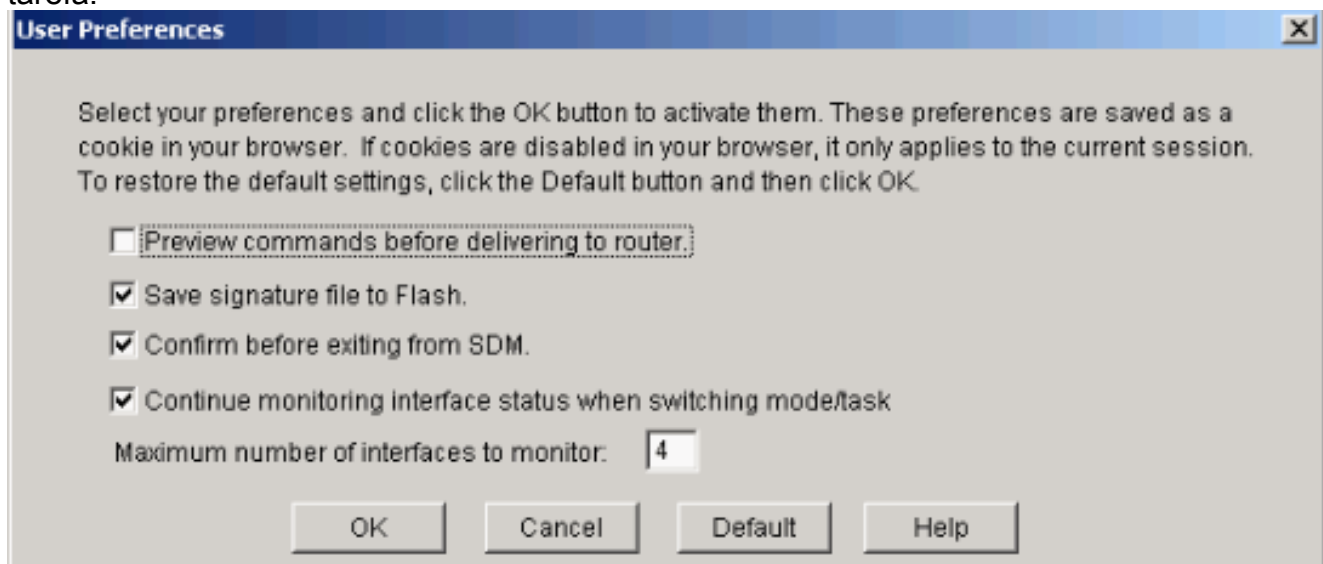 tarefa.
User Preferences
Select your preferences and click the OK button to activate them. These preferences are saved as a
cookie in your browser. If cookies are disabled in your browser, it only applies to the current session.
To restore the default settings, click the Default button and then click OK.
Preview commands before delivering to router.
Save signature file to Flash.
Confirm before exiting from SDM.
Continue monitoring interface status when switching mode/task
Maximum number of interfaces to monitor: 4
OK Cancel Default Help